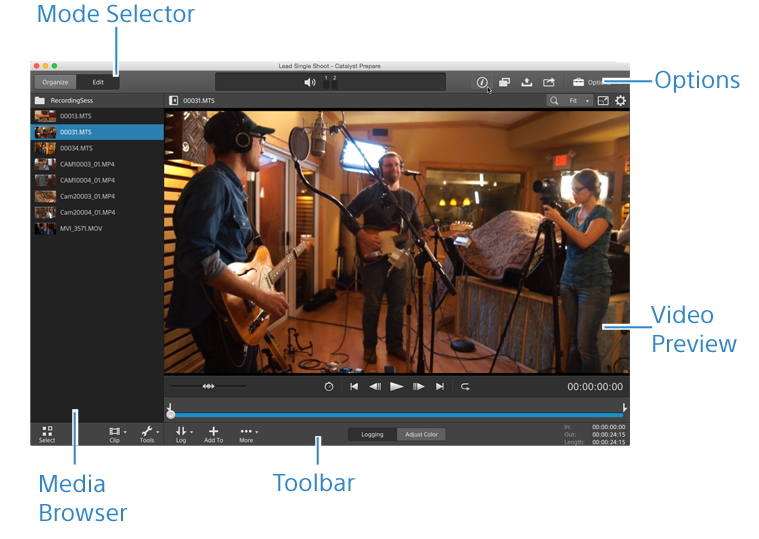 Mode Selector
Lead Single Shoot - Catalyst Prepare
Organize Edit
1 2
Options
RecordingSess
00031.MTS
Fit
00013.MTS
00031.MTS
00034.MTS
CAM10003_01.MP4
CAM10004_01.MP4
Cam20003_01.MP4
Cam20004_01.MP4
MVI_3571.MOV
EXIT
Video
Preview
00:00:00:00
Select
Clip
Tools
Log
Add To
More
Logging
Adjust Color
In: 00:00:00:00
Out: 00:00:24:15
Length: 00:00:24:15
Media
Browser
Toolbar